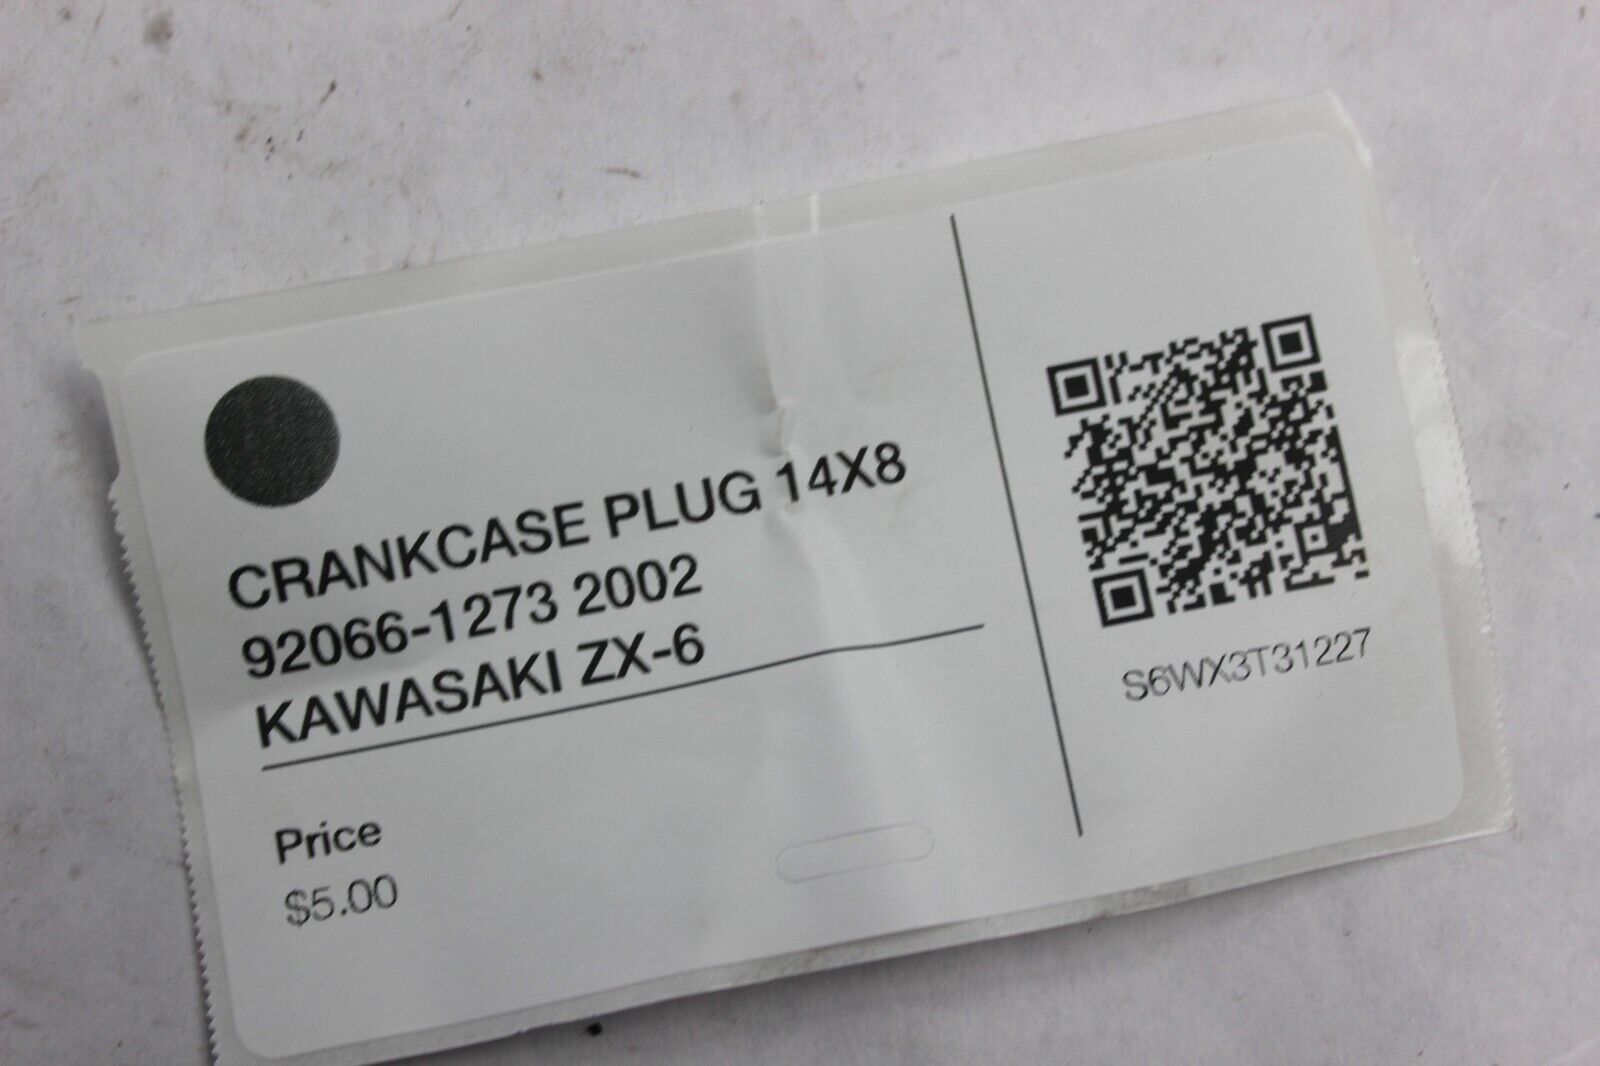 CRANKCASE PLUG 14X8
92066-1273 2002
KAWASAKI ZX-6
Price
$5.00
S6WX3T31227